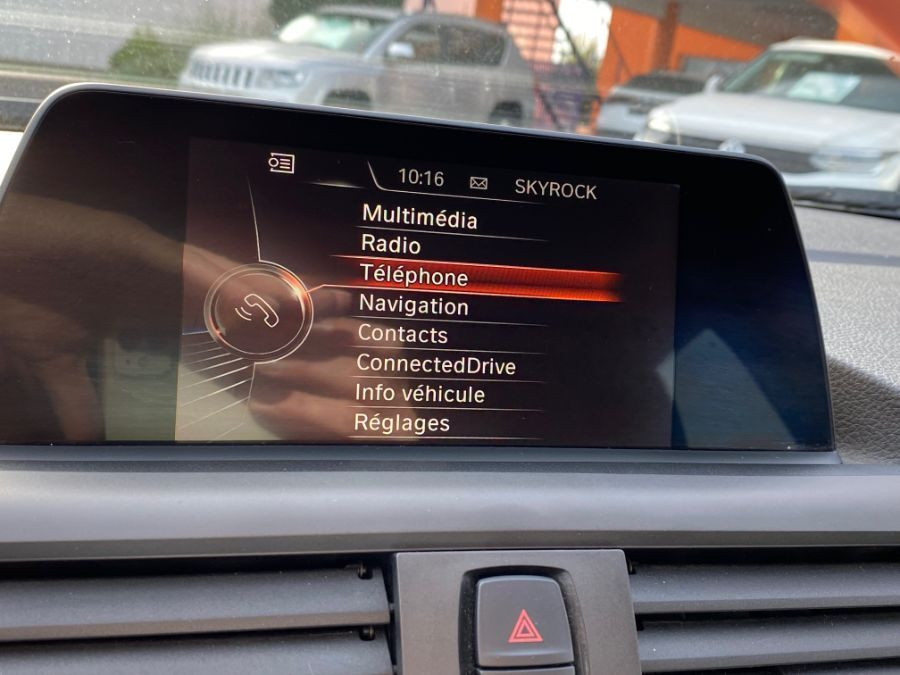 10:16 SKYROCK
Multimédia
Radio
Téléphone
Navigation
Contacts
ConnectedDrive
Info véhicule
Réglages